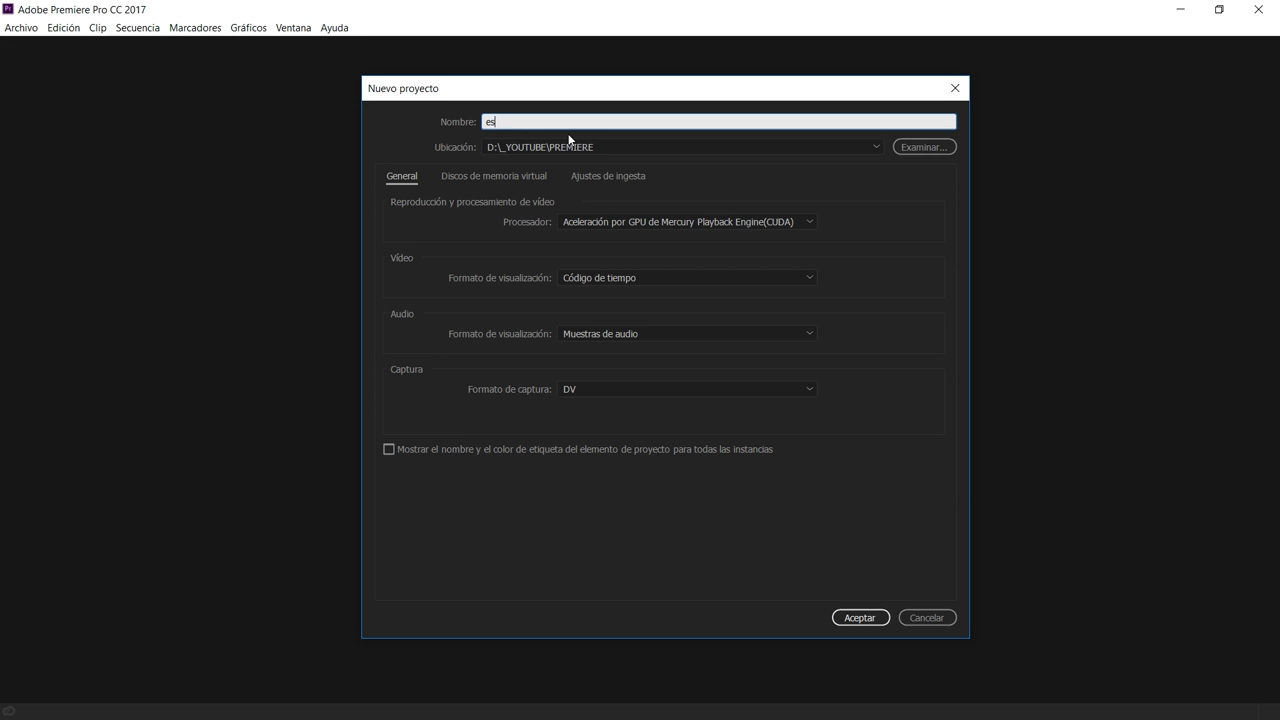 Pr Adobe Premiere Pro CC 2017
Archivo Edición Clip Secuencia Marcadores Gráficos Ventana Ayuda
Nuevo proyecto
Nombre: es
Ubicación: D:\_YOUTUBE\PREMIERE Examinar...
General Discos de memoria virtual Ajustes de ingesta
Reproducción y procesamiento de vídeo
Procesador: Aceleración por GPU de Mercury Playback Engine(CUDA)
Vídeo
Formato de visualización: Código de tiempo
Audio
Formato de visualización: Muestras de audio
Captura
Formato de captura: DV
Mostrar el nombre y el color de etiqueta del elemento de proyecto para todas las instancias
Aceptar Cancelar